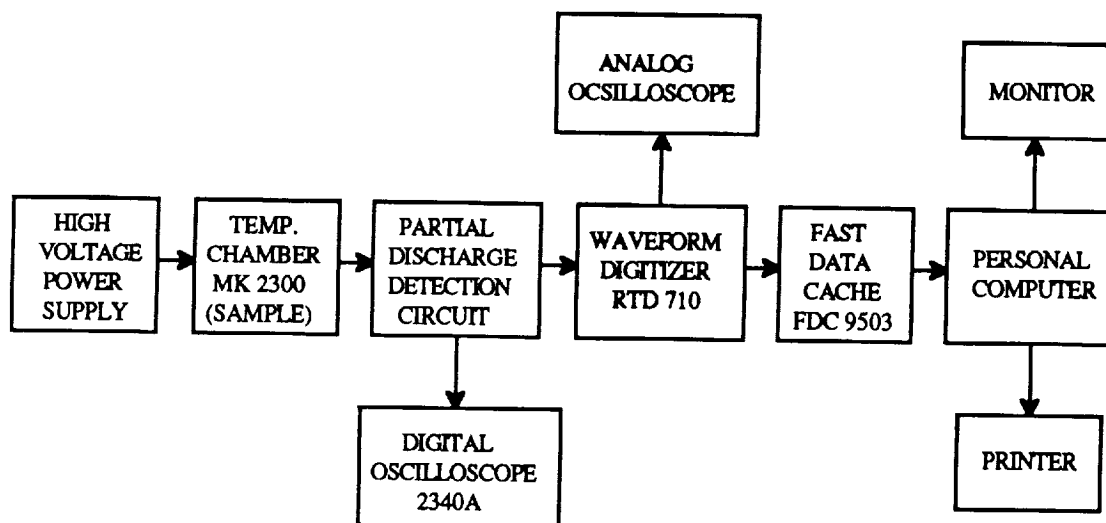 ANALOG
OCSILLOSCOPE
MONITOR
HIGH
VOLTAGE
POWER
SUPPLY
TEMP.
CHAMBER
MK 2300
(SAMPLE)
PARTIAL
DISCHARGE
DETECTION
CIRCUIT
WAVEFORM
DIGITIZER
RTD 710
FAST
DATA
CACHE
FDC 9503
PERSONAL
COMPUTER
DIGITAL
OSCILLOSCOPE
2340A
PRINTER